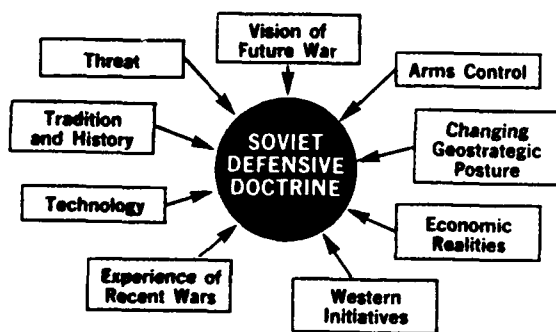 Vision of
Future War
Threat
Arms Control
Tradition
and History
SOVIET
DEFENSIVE
DOCTRINE
Changing
Geostrategic
Posture
Technology
Economic
Realities
Experience of
Recent Wars
Western
Initiatives